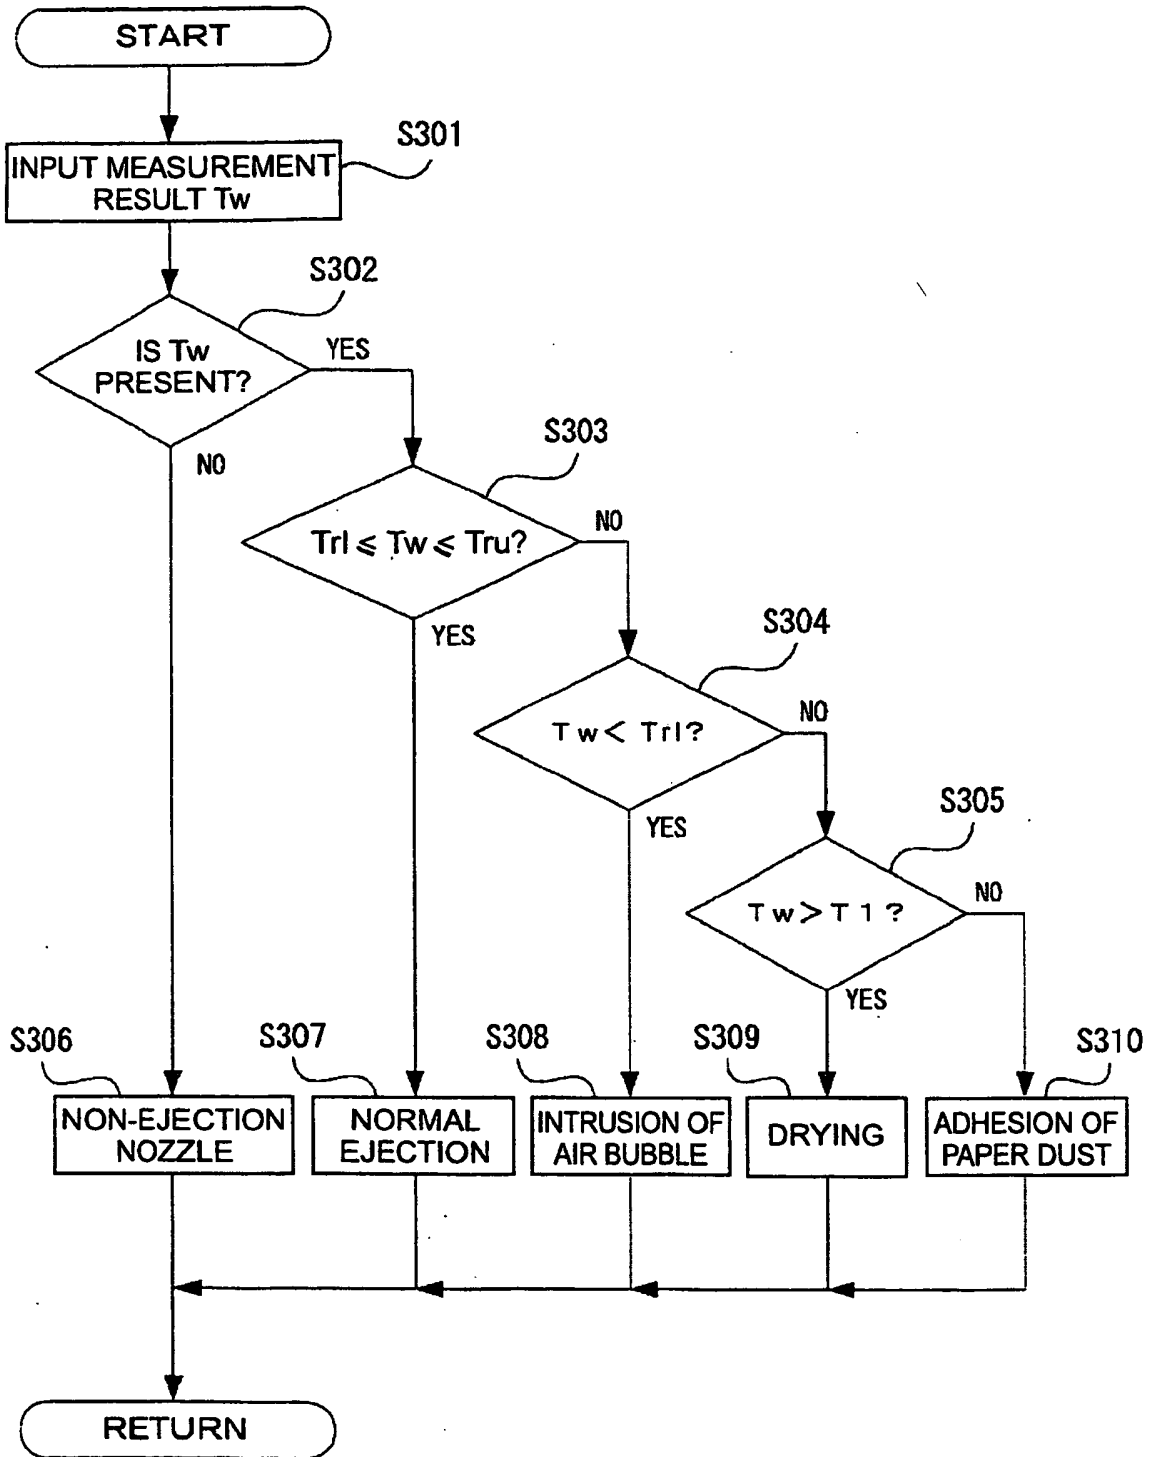 START
S301
INPUT MEASUREMENT
RESULT Tw
S302
IS Tw
PRESENT?
YES
NO
S303
Trl ≤ Tw ≤ Tru?
NO
YES
S304
Tw < Trl?
NO
YES
S305
Tw > T1?
NO
YES
S306
NON-EJECTION
NOZZLE
S307
NORMAL
EJECTION
S308
INTRUSION OF
AIR BUBBLE
S309
DRYING
S310
ADHESION OF
PAPER DUST
RETURN